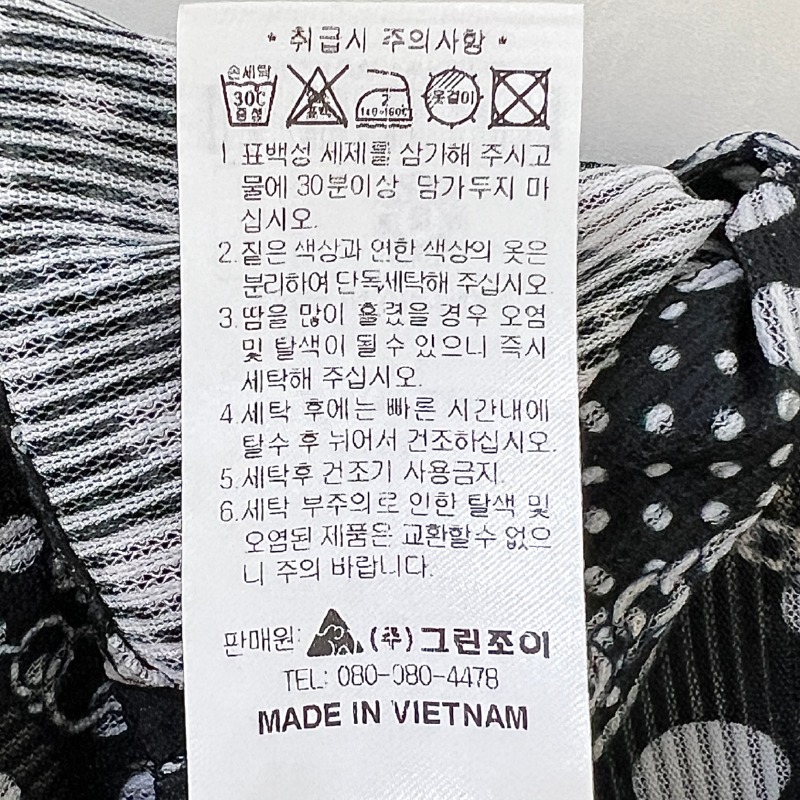 * 취급시 주의사항 *
손세탁
30℃
중성
표백
2
140~160℃
옷걸이
1. 표백성 세제를 삼가해 주시고
물에 30분이상 담가두지 마
십시오.
2. 짙은 색상과 연한 색상의 옷은
분리하여 단독세탁해 주십시오.
3. 땀을 많이 흘렸을 경우 오염
및 탈색이 될수 있으니 즉시
세탁해 주십시오.
4. 세탁 후에는 빠른 시간내에
탈수 후 뉘어서 건조하십시오.
5. 세탁후 건조기 사용금지.
6. 세탁 부주의로 인한 탈색 및
오염된 제품은 교환할수 없으
니 주의 바랍니다.
판매원: (주)그린조이
TEL: 080-080-4478
MADE IN VIETNAM